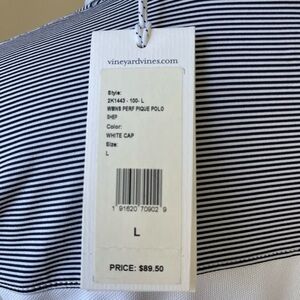 vineyardvines.com
Style:
2K1443 - 100- L
WMNS PERF PIQUE POLO
SHEP
Color:
WHITE CAP
Size:
L
1 91620 70902 9
L
PRICE: $89.50